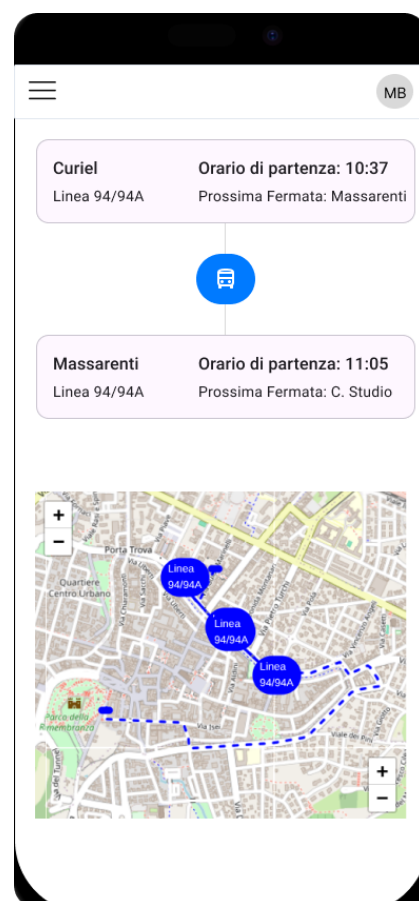 MB
Curiel
Orario di partenza: 10:37
Linea 94/94A
Prossima Fermata: Massarenti
Massarenti
Orario di partenza: 11:05
Linea 94/94A
Prossima Fermata: C. Studio
+
−
Porta Trova
Quartiere
Centro Urbano
Linea
94/94A
Linea
94/94A
Linea
94/94A
Parco della
Rimembranza
Via Isei
Viale dei Pini
+
−